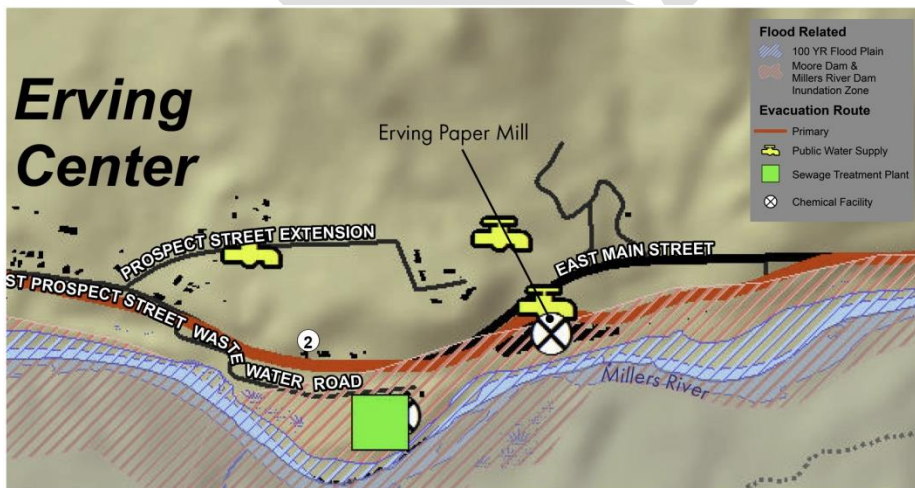 Erving
Center
Flood Related
100 YR Flood Plain
Moore Dam &
Millers River Dam
Inundation Zone
Evacuation Route
Primary
Public Water Supply
Sewage Treatment Plant
Chemical Facility
Erving Paper Mill
PROSPECT STREET EXTENSION
EAST MAIN STREET
ST PROSPECT STREET
WASTE WATER ROAD
2
Millers River